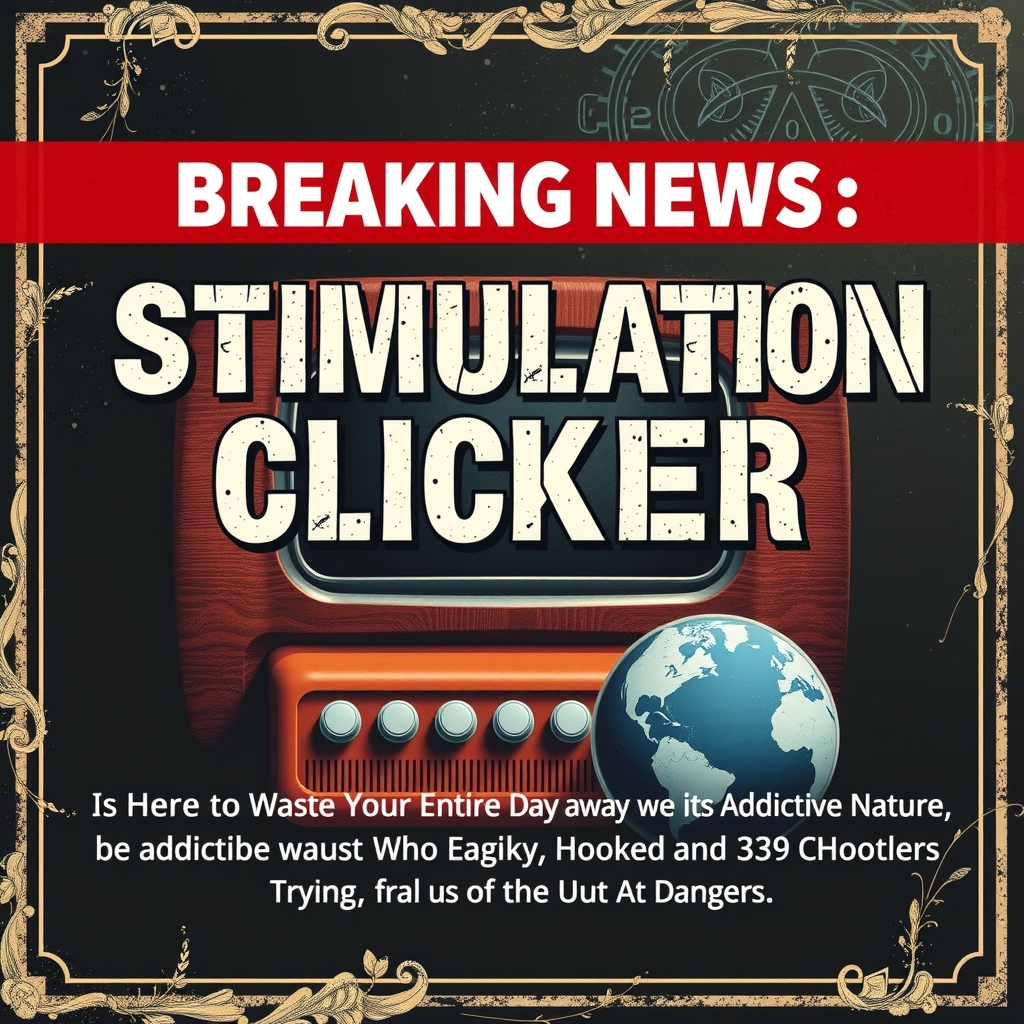 BREAKING NEWS:
STIMULATION
CLICKER
Is Here to Waste Your Entire Day away we its Addictive Nature,
be addictibe waust Who Eagiky, Hooked and 339 CHootlers
Trying, fral us of the Uut At Dangers.